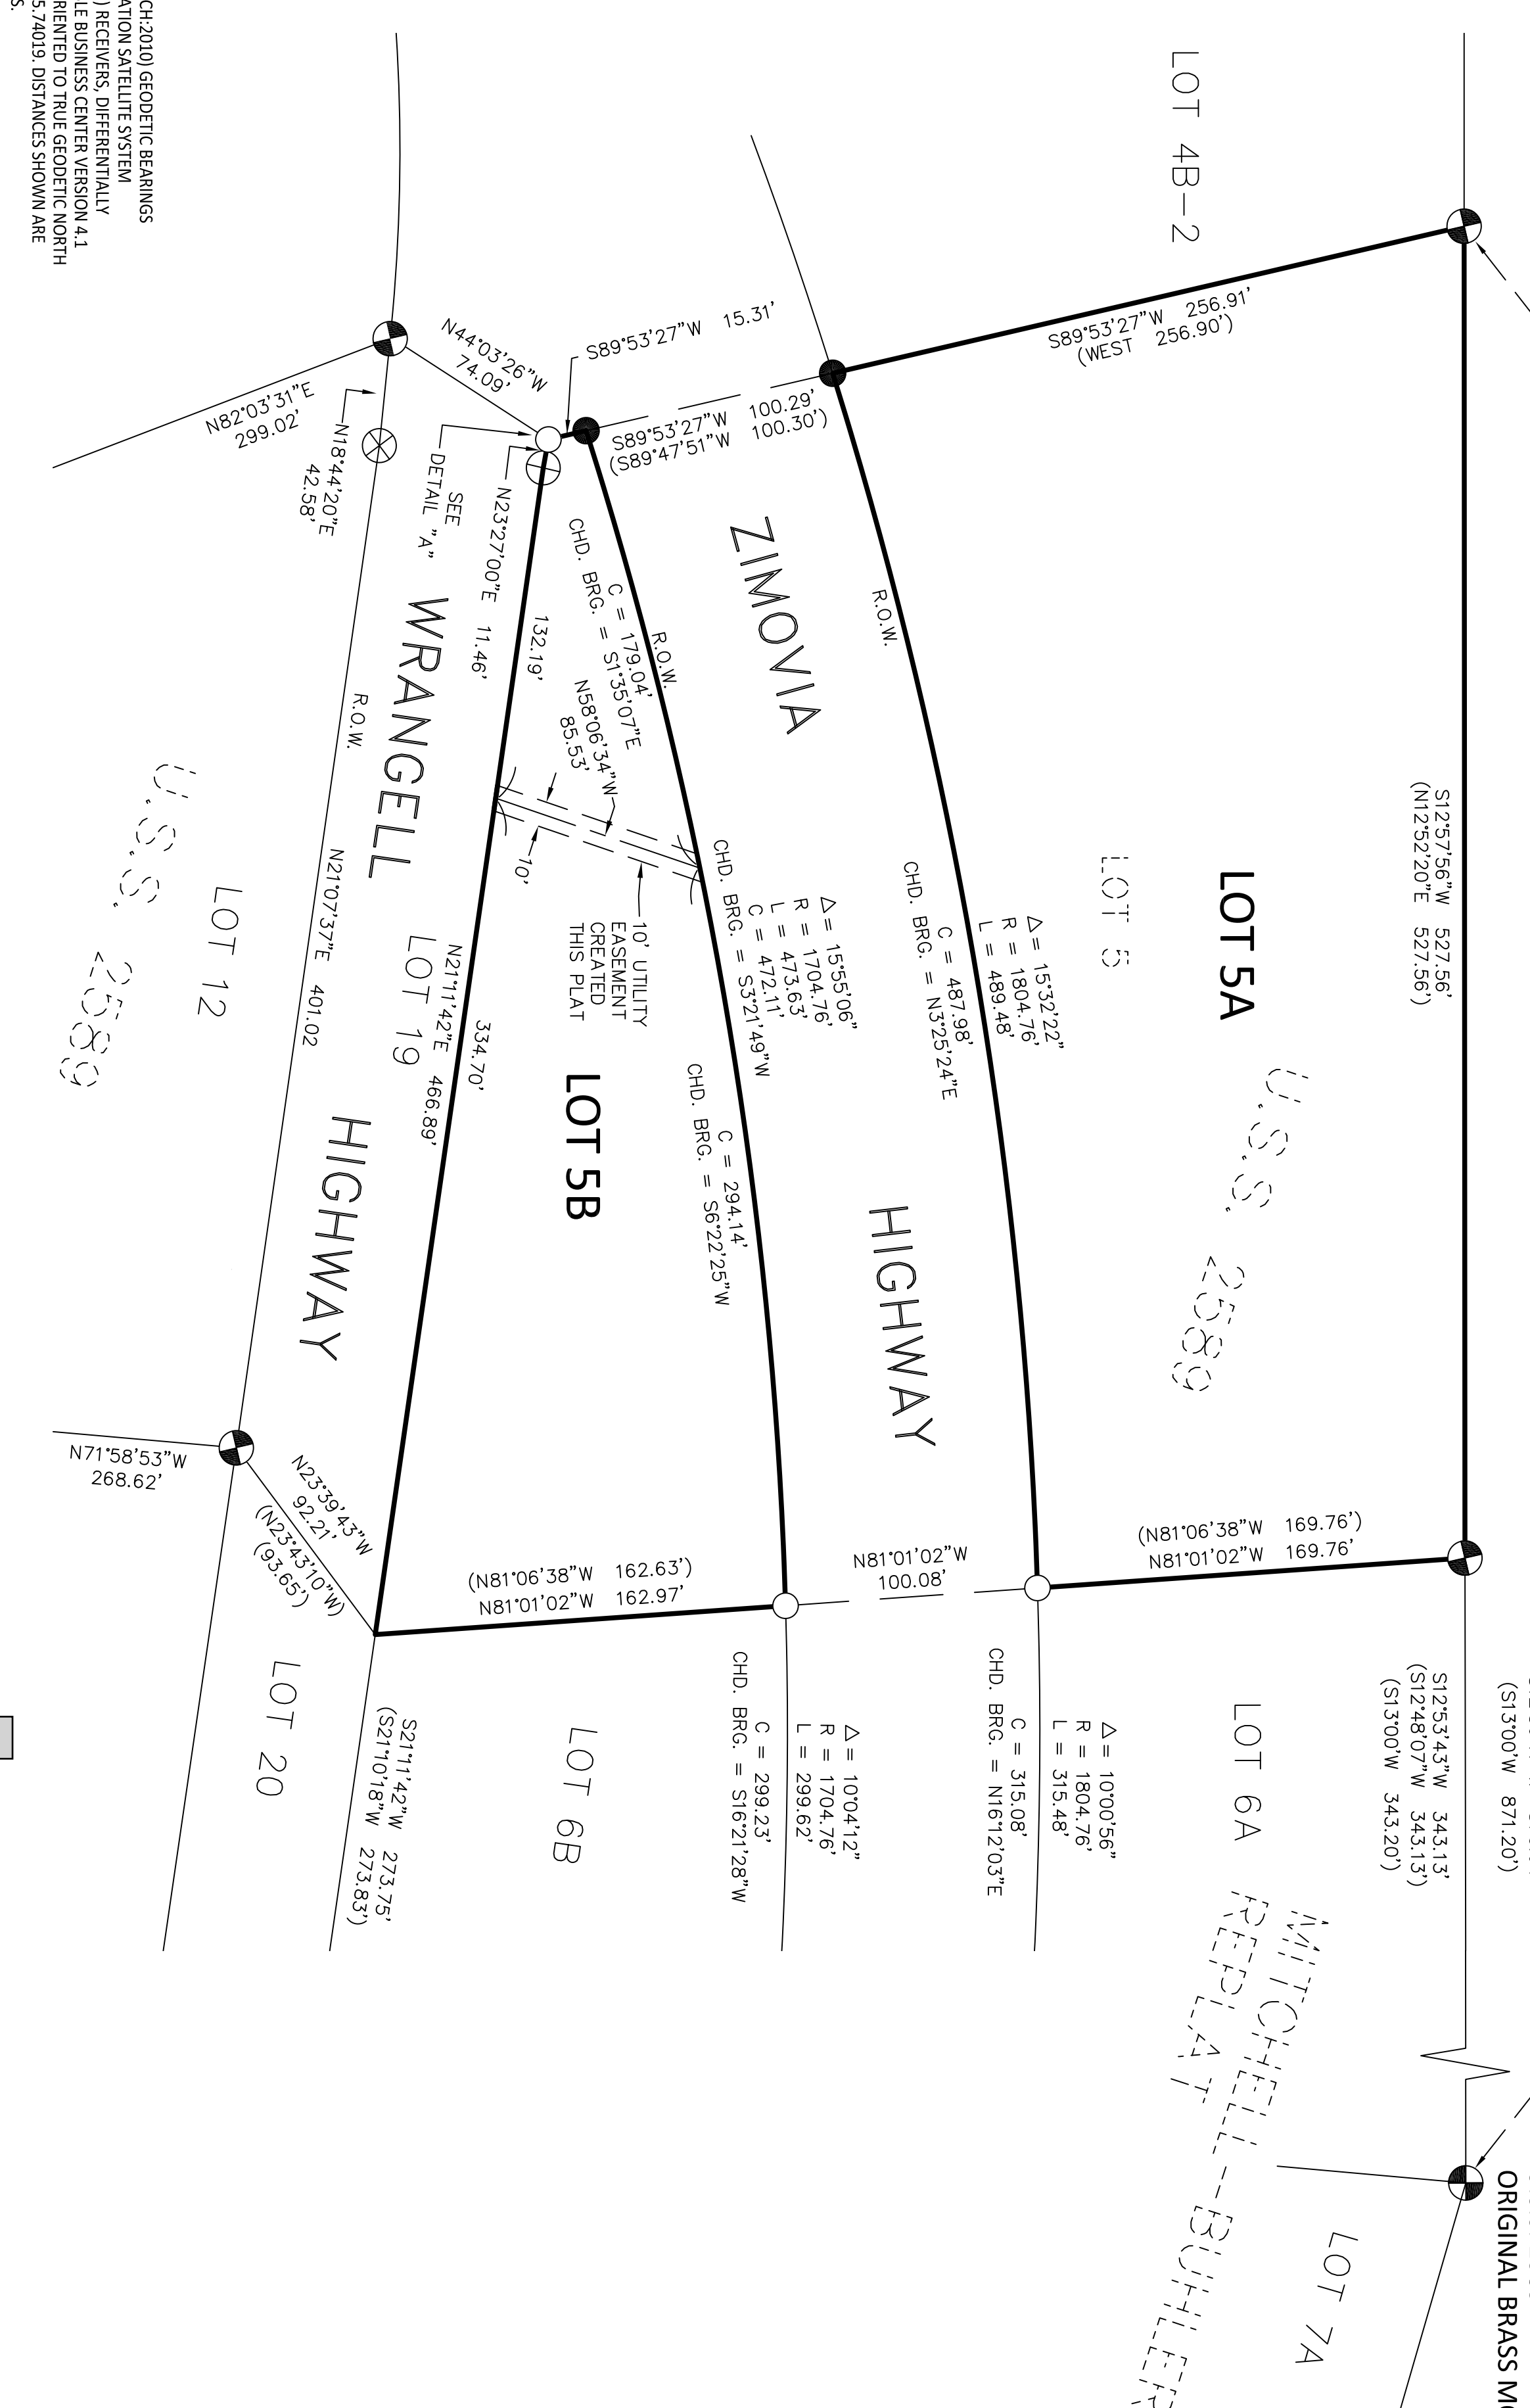 LOT 4B-2
S89°53'27"W 256.91'
(WEST 256.90')
S12°57'56"W 527.56'
(N12°52'20"E 527.56')
LOT 5A
LOT 5
U.S.S. 2589
Δ= 15°32'22"
R = 1804.76'
L = 489.48'
C = 487.98'
CHD. BRG. = N3°25'24"E
R.O.W.
ZIMOVIA
HIGHWAY
(N81°06'38"W 169.76')
N81°01'02"W 169.76'
N81°01'02"W
100.08'
S89°53'27"W 100.29'
(S89°47'51"W 100.30')
S89°53'27"W 15.31'
N44°03'26"W
74.09'
N82°03'31"E
299.02'
N18°44'20"E
42.58'
SEE
DETAIL "A"
N23°27'00"E 11.46'
132.19'
R.O.W.
C = 179.04'
CHD. BRG. = S1°35'07"E
N58°06'34"W
85.53'
10'
10' UTILITY
EASEMENT
CREATED
THIS PLAT
Δ= 15°55'06"
R = 1704.76'
L = 473.63'
C = 472.11'
CHD. BRG. = S3°21'49"W
C = 294.14'
CHD. BRG. = S6°22'25"W
LOT 5B
334.70'
N21°11'42"E 466.89'
LOT 19
WRANGELL
HIGHWAY
R.O.W.
N21°07'37"E 401.02
LOT 12
U.S.S. 2589
(N81°06'38"W 162.63')
N81°01'02"W 162.97'
N23°39'43"W
92.21'
(N23°43'10"W)
(93.65')
N71°58'53"W
268.62'
LOT 20
S21°11'42"W 273.75'
(S21°10'18"W 273.83')
LOT 6B
Δ= 10°04'12"
R = 1704.76'
L = 299.62'
C = 299.23'
CHD. BRG. = S16°21'28"W
Δ= 10°00'56"
R = 1804.76'
L = 315.48'
C = 315.08'
CHD. BRG. = N16°12'03"E
LOT 6A
(S13°00'W 871.20')
S12°53'43"W 343.13'
(S12°48'07"W 343.13')
(S13°00'W 343.20')
MITCHELL--BUHLER
REPLAT
LOT 7A
ORIGINAL BRASS MO
CH:2010) GEODETIC BEARINGS
ATION SATELLITE SYSTEM
) RECEIVERS, DIFFERENTIALLY
LE BUSINESS CENTER VERSION 4.1
RIENTED TO TRUE GEODETIC NORTH
5.74019. DISTANCES SHOWN ARE
S.